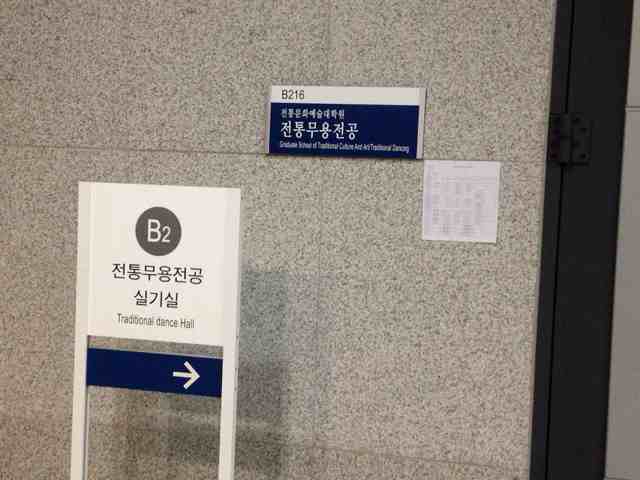 B216
전통문화예술대학원
전통무용전공
Graduate School of Traditional Culture And Art/Traditional Dancing
B2
전통무용전공
실기실
Traditional dance Hall